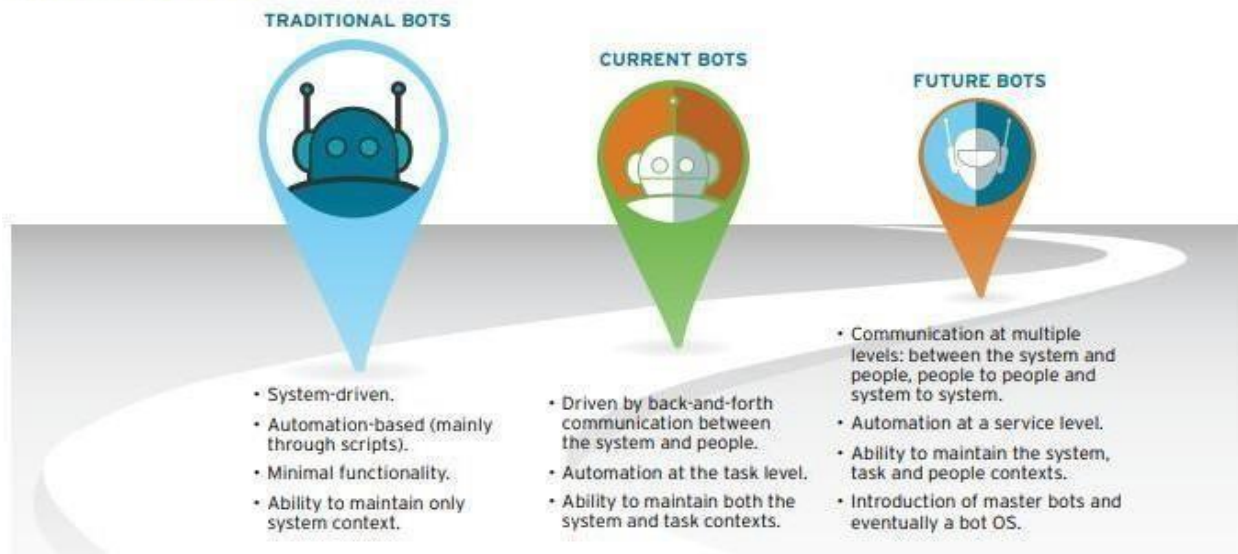 TRADITIONAL BOTS
CURRENT BOTS
FUTURE BOTS
• System-driven.
• Automation-based (mainly
through scripts).
• Minimal functionality.
• Ability to maintain only
system context.
• Driven by back-and-forth
communication between
the system and people.
• Automation at the task level.
• Ability to maintain both the
system and task contexts.
• Communication at multiple
levels: between the system and
people, people to people and
system to system.
• Automation at a service level.
• Ability to maintain the system,
task and people contexts.
• Introduction of master bots and
eventually a bot OS.